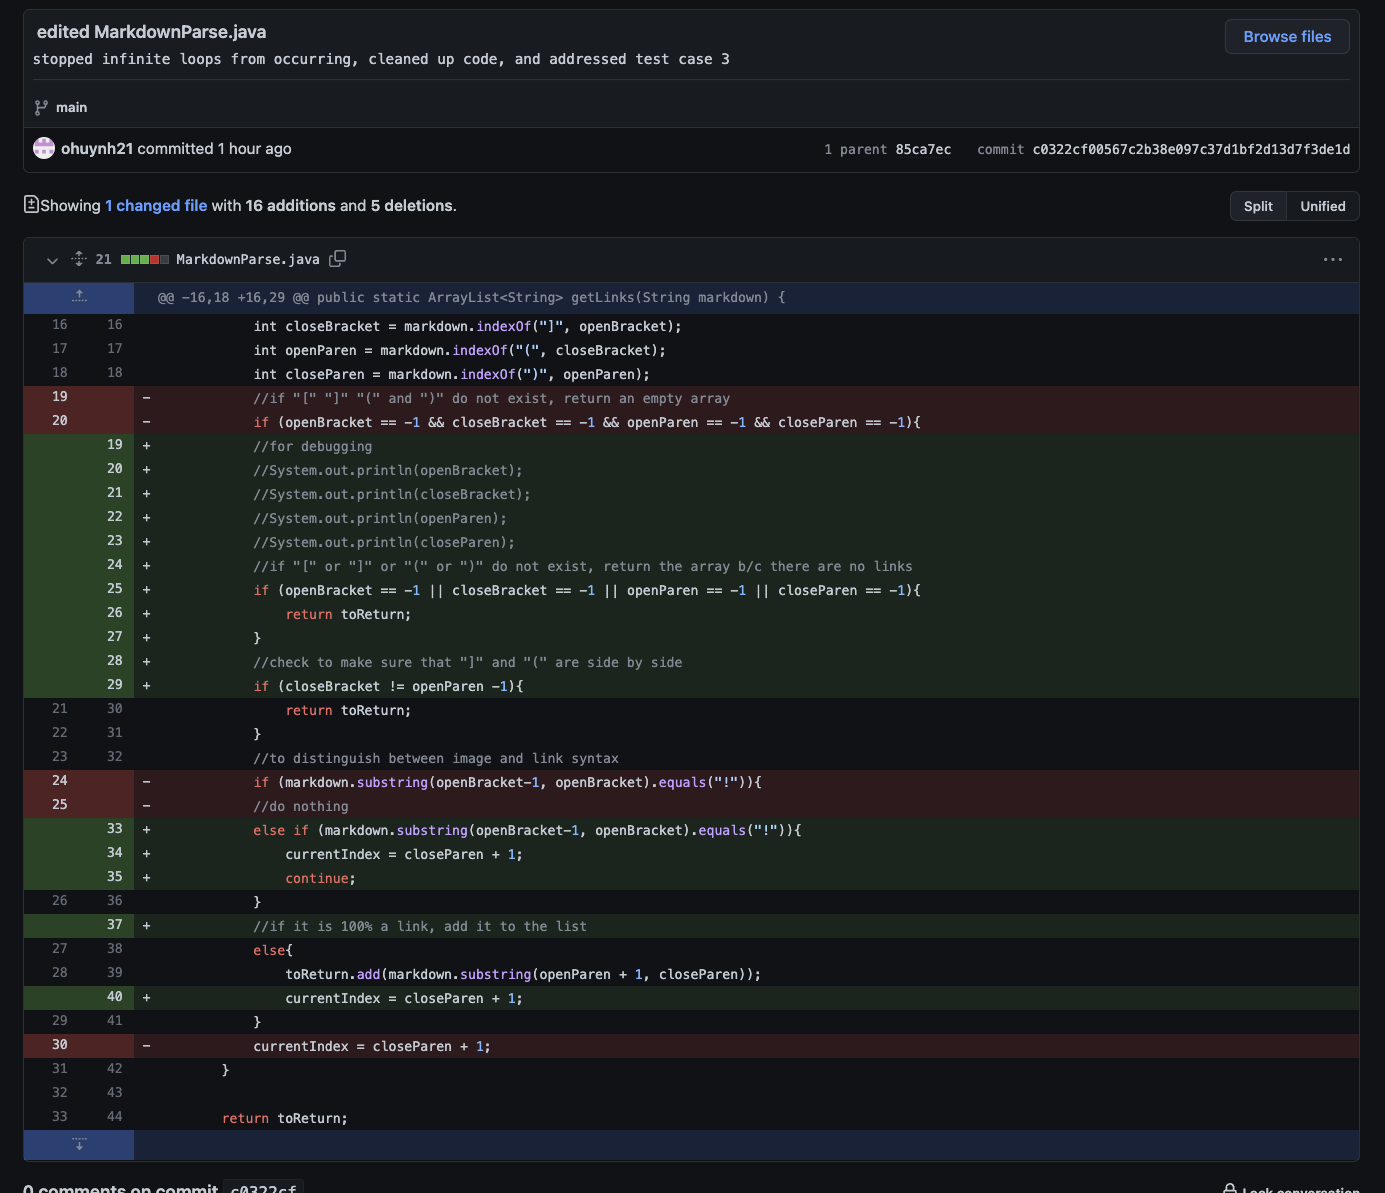 edited MarkdownParse.java
Browse files
stopped infinite loops from occurring, cleaned up code, and addressed test case 3
main
ohuynh21 committed 1 hour ago
1 parent 85ca7ec commit c0322cf00567c2b38e097c37d1bf2d13d7f3de1d
Showing 1 changed file with 16 additions and 5 deletions.
Split Unified
21 MarkdownParse.java ...
@@ -16,18 +16,29 @@ public static ArrayList<String> getLinks(String markdown) {
16 16 int closeBracket = markdown.indexOf("]", openBracket);
17 17 int openParen = markdown.indexOf("(", closeBracket);
18 18 int closeParen = markdown.indexOf(")", openParen);
19 - //if "[" "]" "(" and ")" do not exist, return an empty array
20 - if (openBracket == -1 && closeBracket == -1 && openParen == -1 && closeParen == -1){
19 + //for debugging
20 + //System.out.println(openBracket);
21 + //System.out.println(closeBracket);
22 + //System.out.println(openParen);
23 + //System.out.println(closeParen);
24 + //if "[" or "]" or "(" or ")" do not exist, return the array b/c there are no links
25 + if (openBracket == -1 || closeBracket == -1 || openParen == -1 || closeParen == -1){
26 + return toReturn;
27 + }
28 + //check to make sure that "]" and "(" are side by side
29 + if (closeBracket != openParen -1){
21 30 return toReturn;
22 31 }
23 32 //to distinguish between image and link syntax
24 - if (markdown.substring(openBracket-1, openBracket).equals("!")){
25 - //do nothing
33 + else if (markdown.substring(openBracket-1, openBracket).equals("!")){
34 + currentIndex = closeParen + 1;
35 + continue;
26 36 }
37 + //if it is 100% a link, add it to the list
27 38 else{
28 39 toReturn.add(markdown.substring(openParen + 1, closeParen));
40 + currentIndex = closeParen + 1;
29 41 }
30 - currentIndex = closeParen + 1;
31 42 }
32 43
33 44 return toReturn;
0 comments on commit c0322cf
Lock conversation